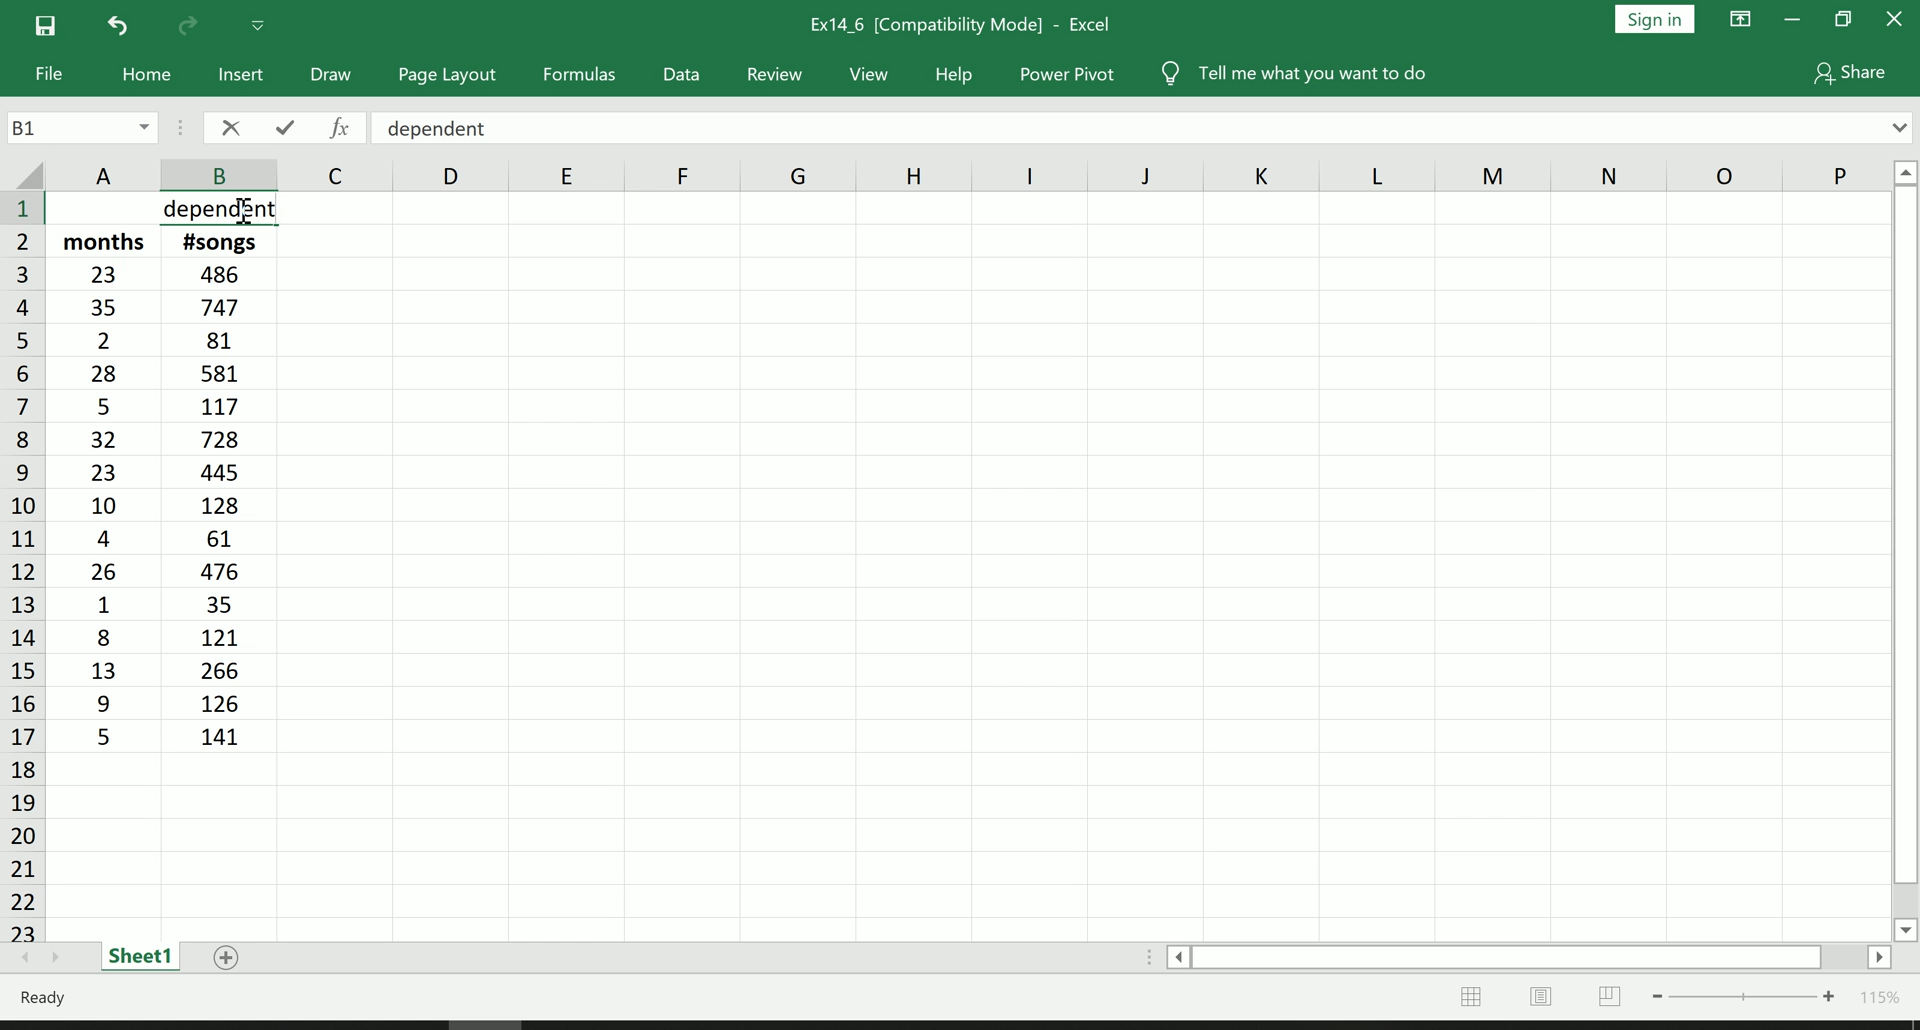 Ex14_6 [Compatibility Mode] - Excel
Sign in
File Home Insert Draw Page Layout Formulas Data Review View Help Power Pivot Tell me what you want to do Share
B1 fx dependent
A B C D E F G H I J K L M N O P
1 dependent
2 months #songs
3 23 486
4 35 747
5 2 81
6 28 581
7 5 117
8 32 728
9 23 445
10 10 128
11 4 61
12 26 476
13 1 35
14 8 121
15 13 266
16 9 126
17 5 141
18
19
20
21
22
23
Sheet1
Ready 115%